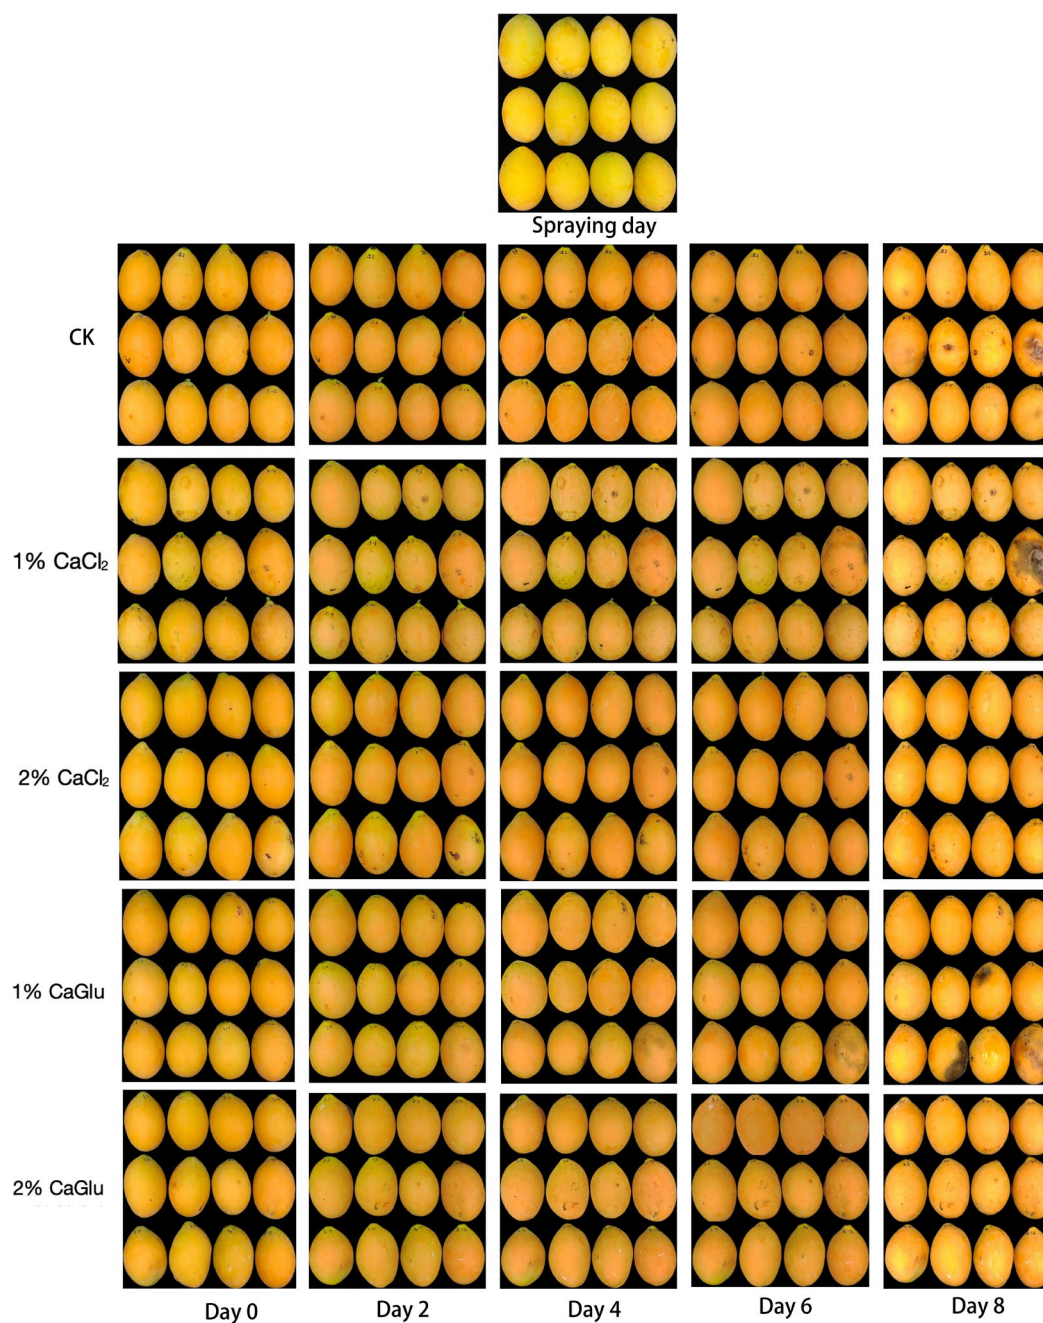 Spraying day
CK
1% CaCl₂
2% CaCl₂
1% CaGlu
2% CaGlu
Day 0 Day 2 Day 4 Day 6 Day 8